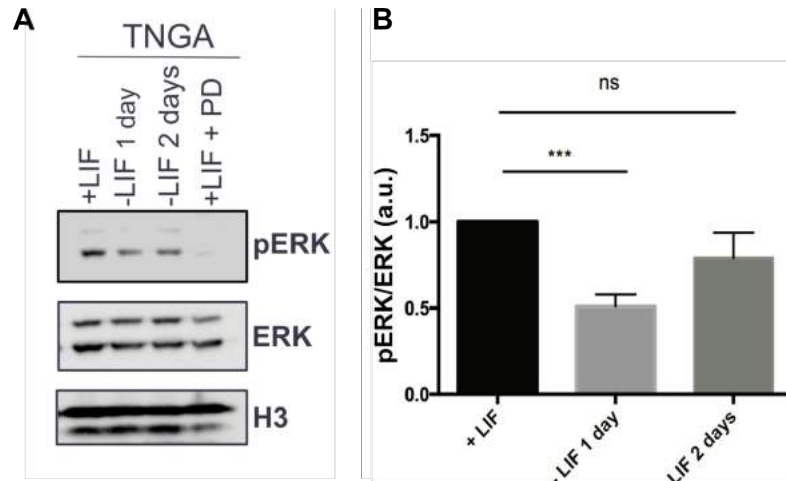 A
TNGA
+LIF
-LIF 1 day
-LIF 2 days
+LIF + PD
pERK
ERK
H3
B
ns
***
1.5
1.0
0.5
0.0
pERK/ERK (a.u.)
+ LIF
- LIF 1 day
LIF 2 days